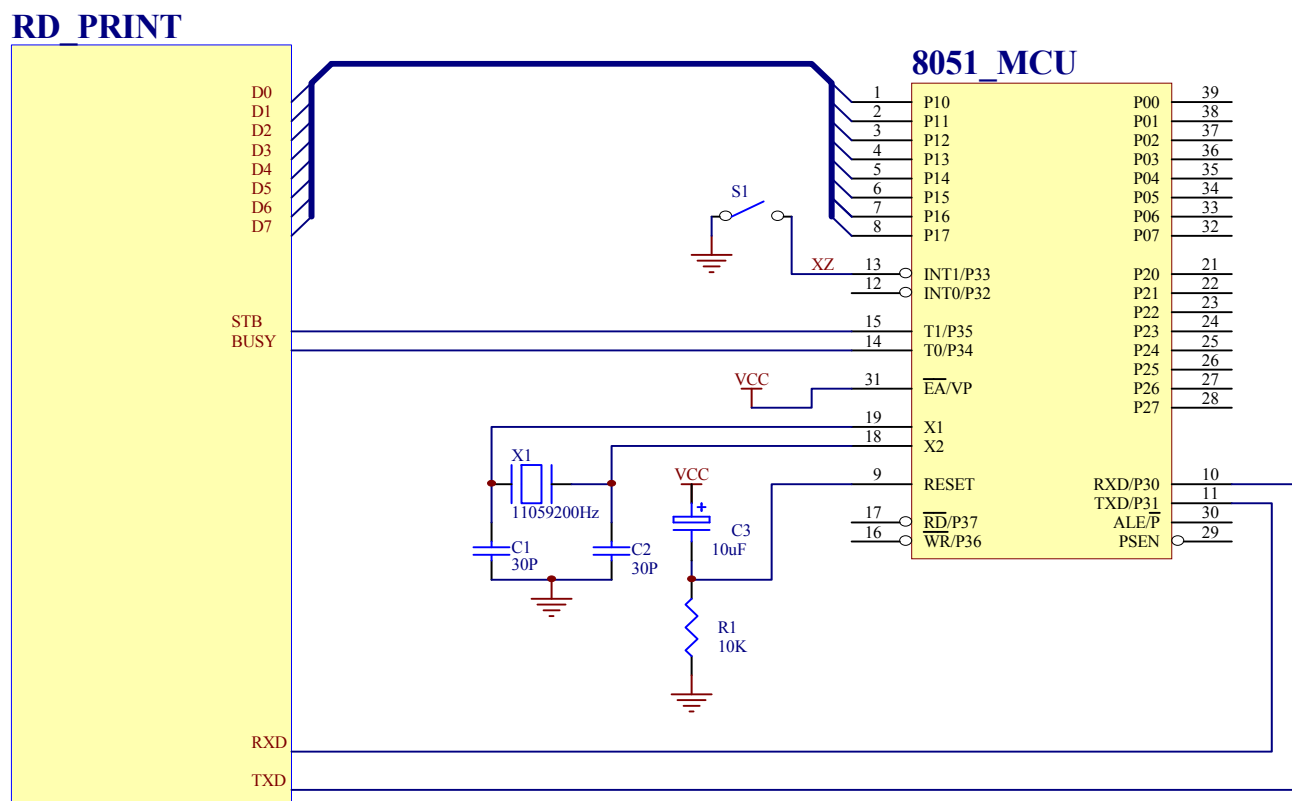 RD_PRINT
8051_MCU
D0
D1
D2
D3
D4
D5
D6
D7
STB
BUSY
RXD
TXD
S1
XZ
VCC
X1
11059200Hz
C1
30P
C2
30P
VCC
C3
10uF
R1
10K
1 P10
2 P11
3 P12
4 P13
5 P14
6 P15
7 P16
8 P17
13 INT1/P33
12 INT0/P32
15 T1/P35
14 T0/P34
31 EA/VP
19 X1
18 X2
9 RESET
17 RD/P37
16 WR/P36
P00 39
P01 38
P02 37
P03 36
P04 35
P05 34
P06 33
P07 32
P20 21
P21 22
P22 23
P23 24
P24 25
P25 26
P26 27
P27 28
RXD/P30 10
TXD/P31 11
ALE/P 30
PSEN 29